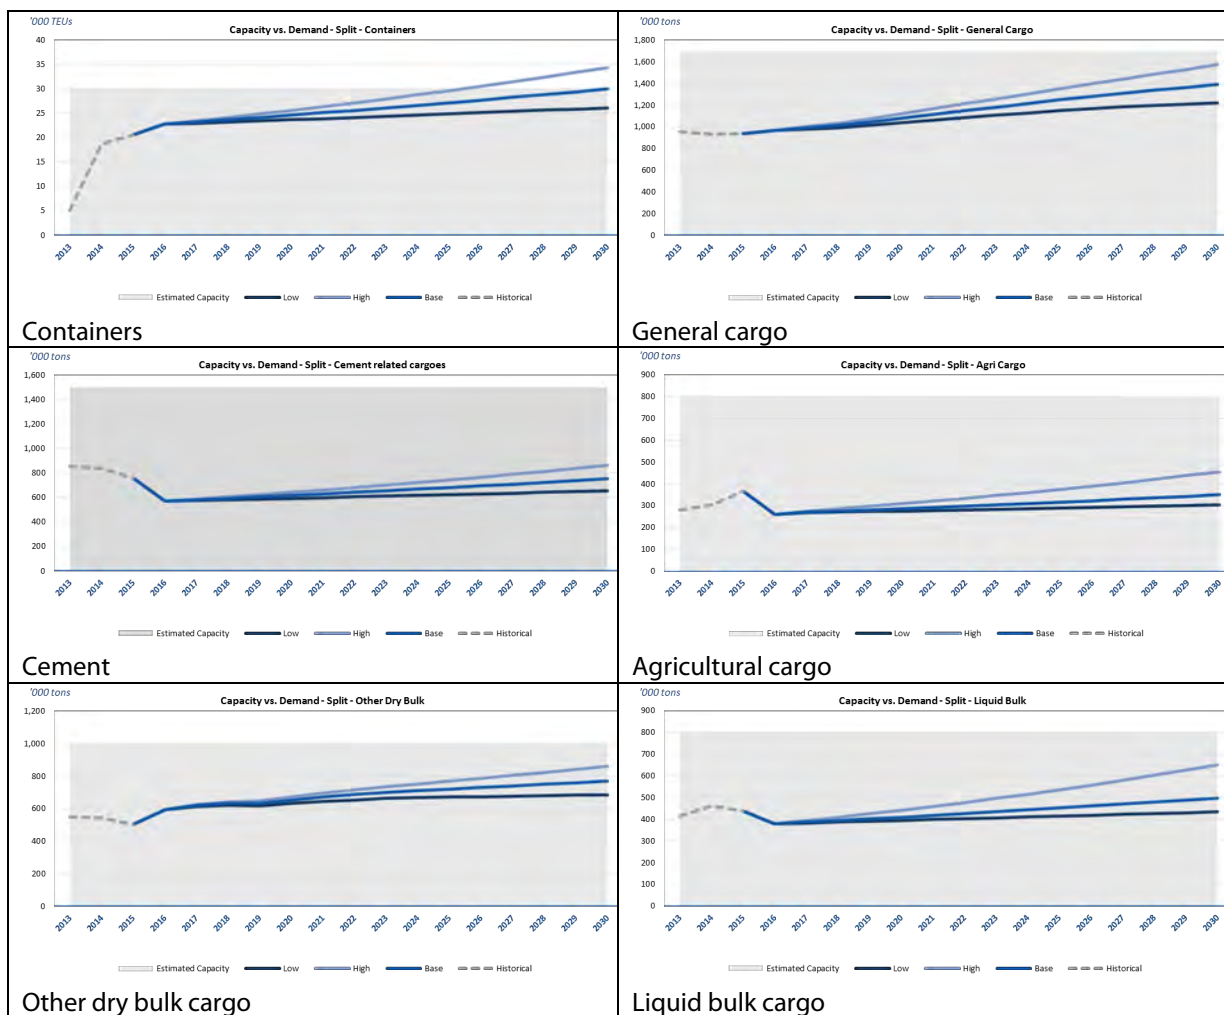 '000 TEUs
Capacity vs. Demand - Split - Containers
40
35
30
25
20
15
10
5
0
2013 2014 2015 2016 2017 2018 2019 2020 2021 2022 2023 2024 2025 2026 2027 2028 2029 2030
Estimated Capacity Low High Base Historical
Containers
'000 tons
Capacity vs. Demand - Split - General Cargo
1,800
1,600
1,400
1,200
1,000
800
600
400
200
0
2013 2014 2015 2016 2017 2018 2019 2020 2021 2022 2023 2024 2025 2026 2027 2028 2029 2030
Estimated Capacity Low High Base Historical
General cargo
'000 tons
Capacity vs. Demand - Split - Cement related cargoes
1,600
1,400
1,200
1,000
800
600
400
200
0
2013 2014 2015 2016 2017 2018 2019 2020 2021 2022 2023 2024 2025 2026 2027 2028 2029 2030
Estimated Capacity Low High Base Historical
Cement
'000 tons
Capacity vs. Demand - Split - Agri Cargo
900
800
700
600
500
400
300
200
100
0
2013 2014 2015 2016 2017 2018 2019 2020 2021 2022 2023 2024 2025 2026 2027 2028 2029 2030
Estimated Capacity Low High Base Historical
Agricultural cargo
'000 tons
Capacity vs. Demand - Split - Other Dry Bulk
1,200
1,000
800
600
400
200
0
2013 2014 2015 2016 2017 2018 2019 2020 2021 2022 2023 2024 2025 2026 2027 2028 2029 2030
Estimated Capacity Low High Base Historical
Other dry bulk cargo
'000 tons
Capacity vs. Demand - Split - Liquid Bulk
900
800
700
600
500
400
300
200
100
0
2013 2014 2015 2016 2017 2018 2019 2020 2021 2022 2023 2024 2025 2026 2027 2028 2029 2030
Estimated Capacity Low High Base Historical
Liquid bulk cargo